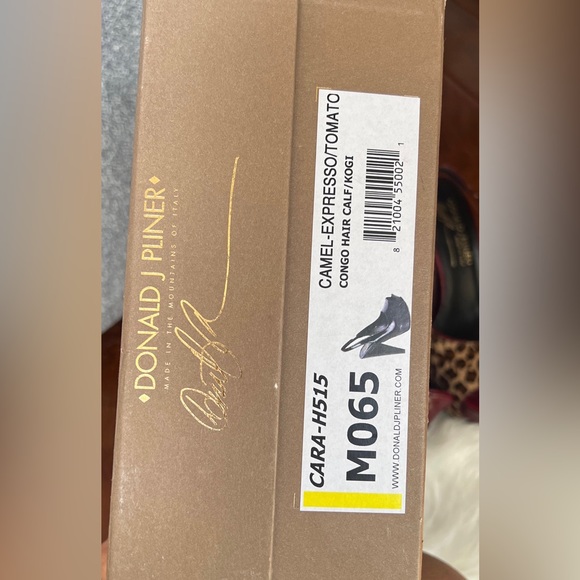 ◆DONALD J PLINER◆
MADE IN THE MOUNTAINS OF ITALY
CAMEL-EXPRESSO/TOMATO
CONGO HAIR CALF/KOGI
8 21004 55002 1
CARA-H515
M065
WWW.DONALDJPLINER.COM